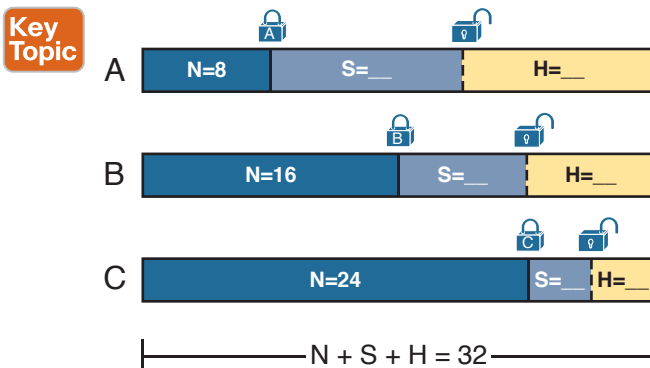 Key
Topic
A
A N=8 S=__ H=__
B
B N=16 S=__ H=__
C
C N=24 S=__ H=__
N + S + H = 32